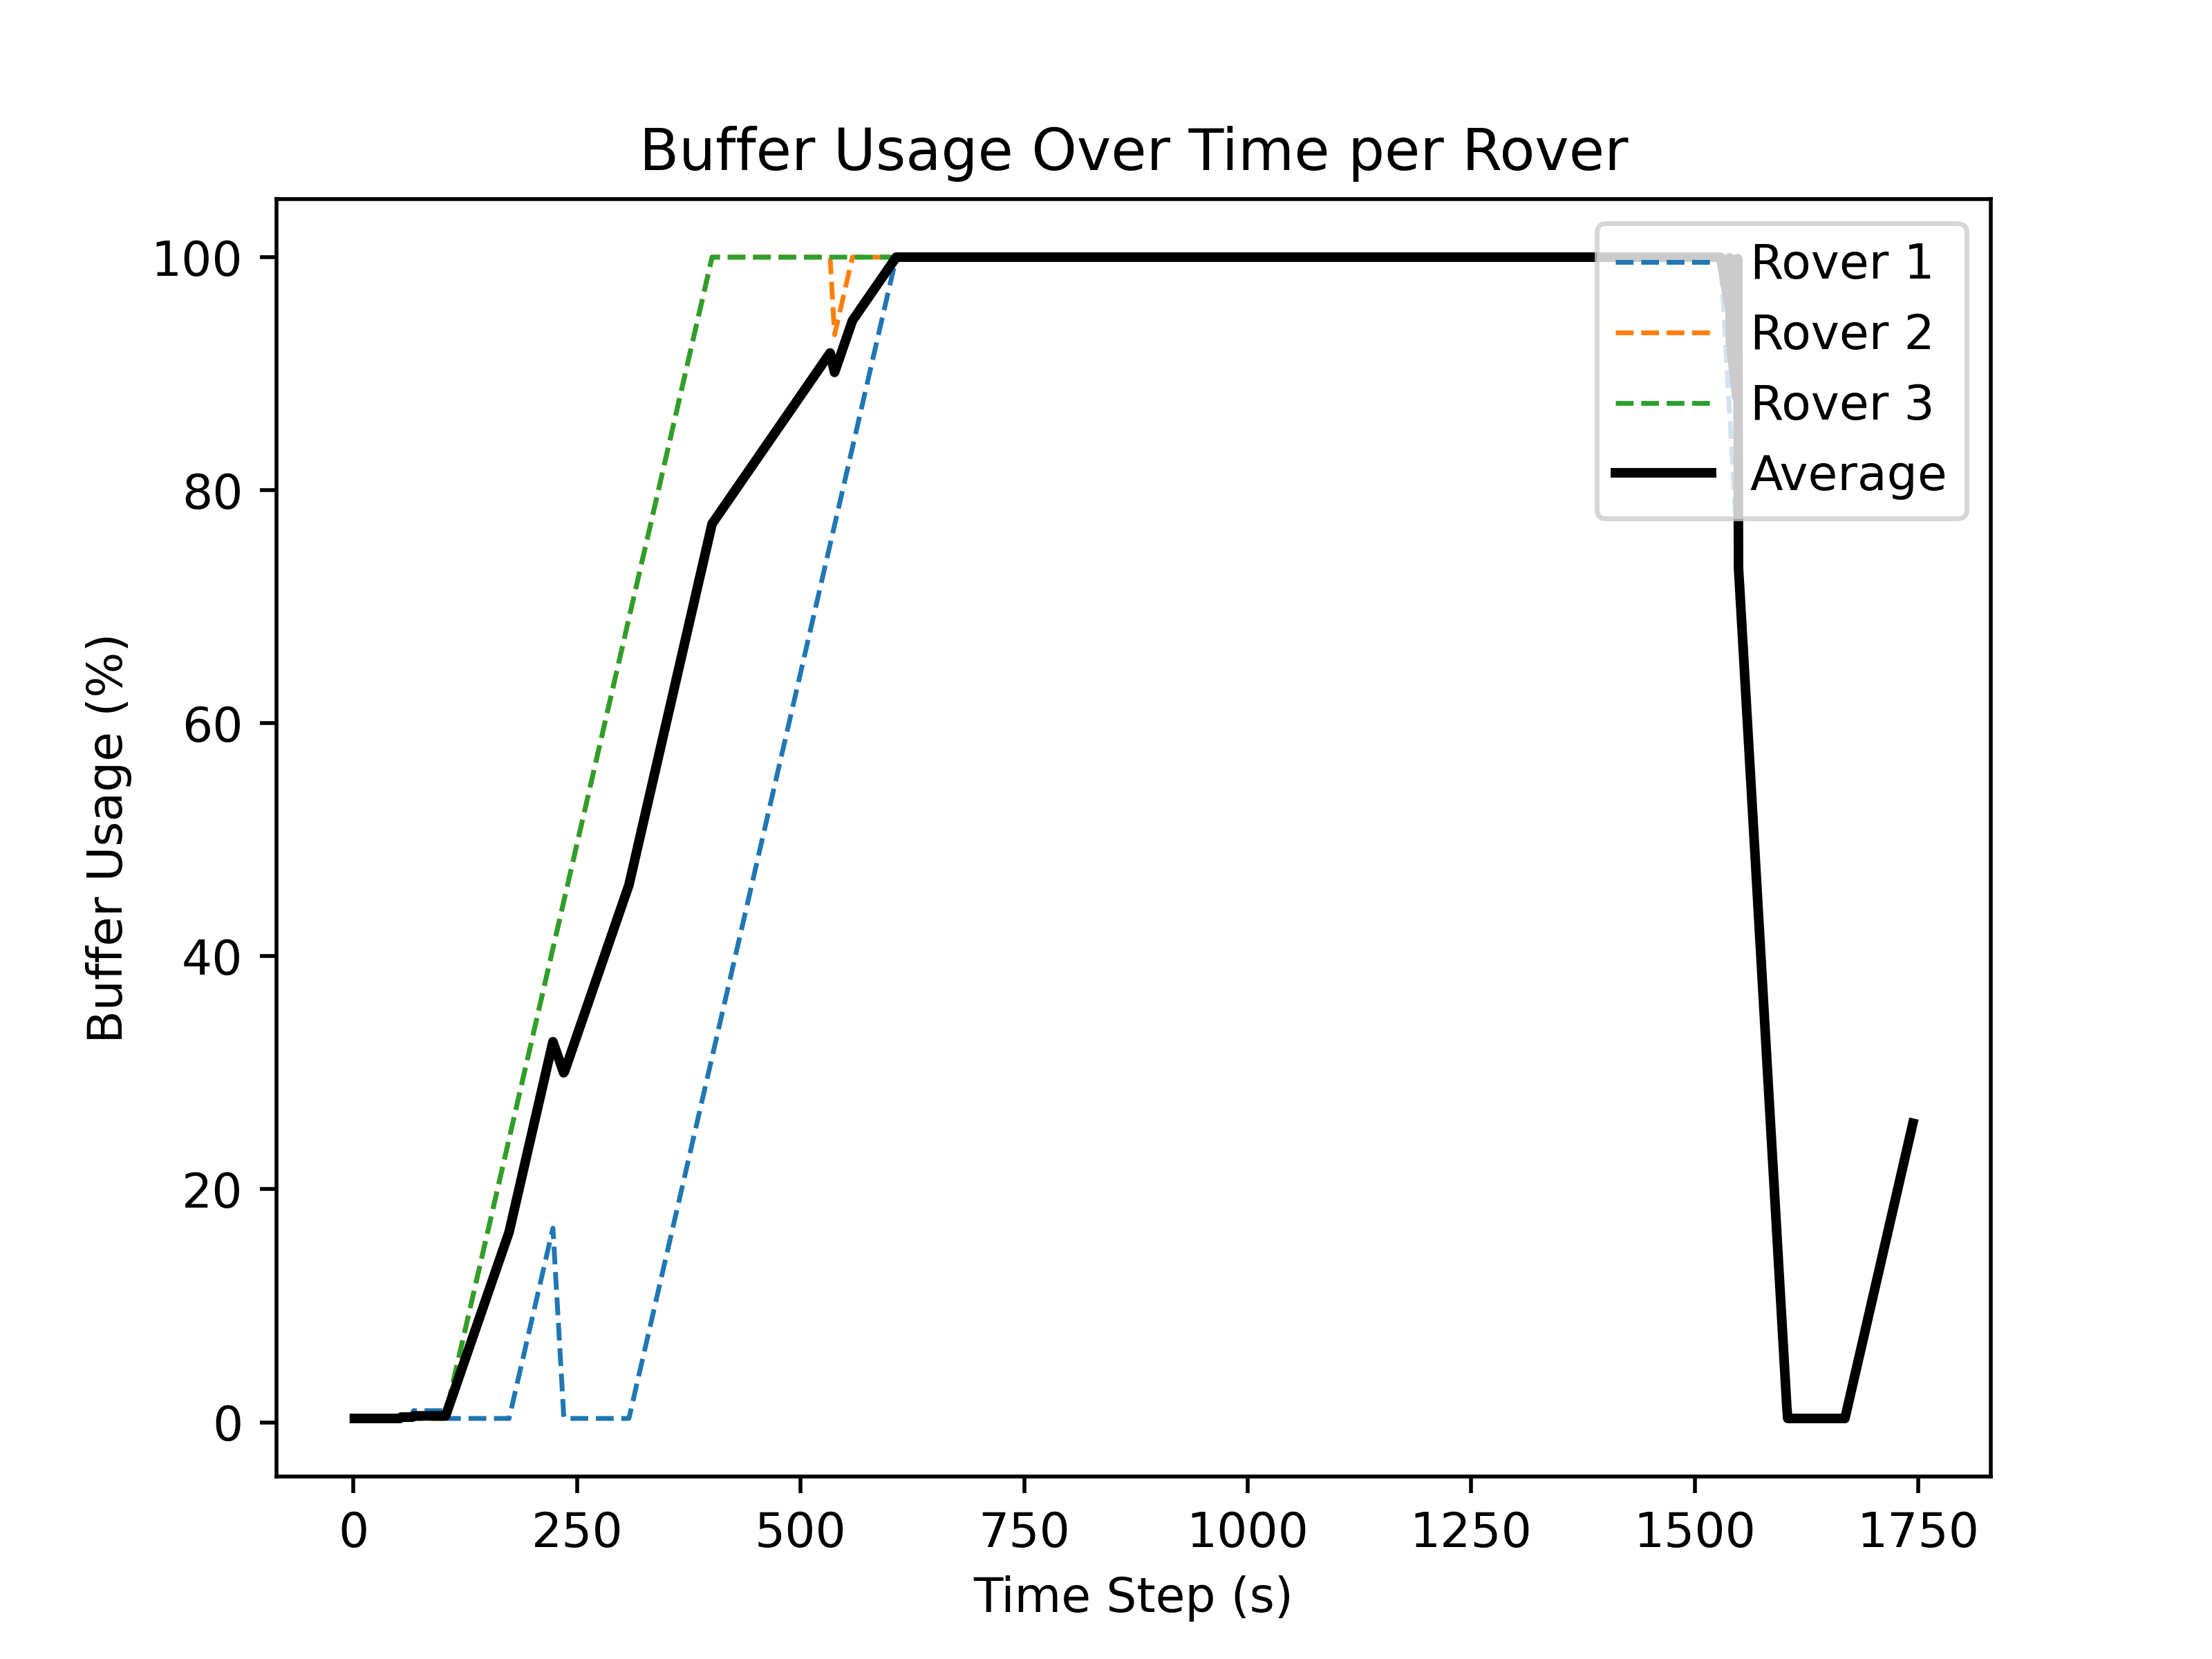 Buffer Usage Over Time per Rover
Buffer Usage (%)
100
80
60
40
20
0
0 250 500 750 1000 1250 1500 1750
Time Step (s)
Rover 1
Rover 2
Rover 3
Average